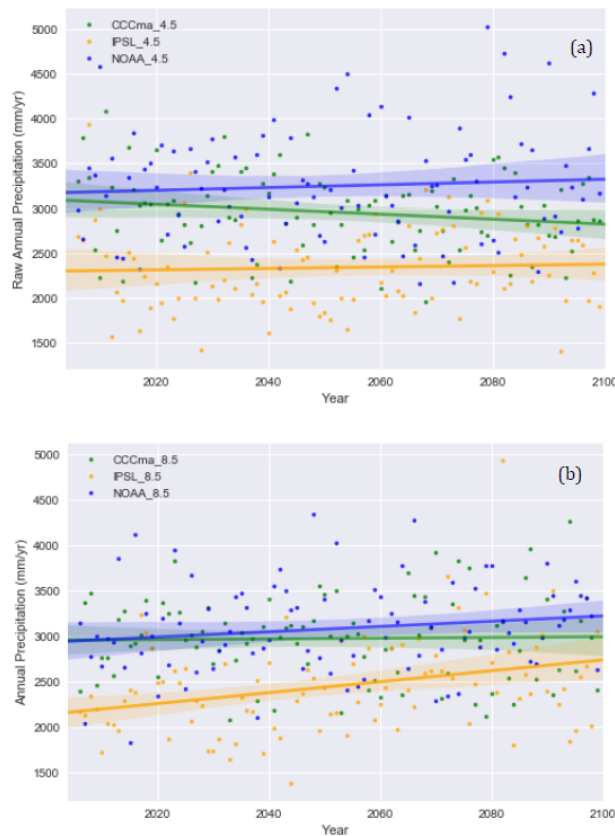 5000
4500
4000
3500
3000
2500
2000
1500
Raw Annual Precipitation (mm/yr)
CCCma_4.5
IPSL_4.5
NOAA_4.5
(a)
2020
2040
2060
2080
2100
Year
5000
4500
4000
3500
3000
2500
2000
1500
Annual Precipitation (mm/yr)
CCCma_8.5
IPSL_8.5
NOAA_8.5
(b)
2020
2040
2060
2080
2100
Year